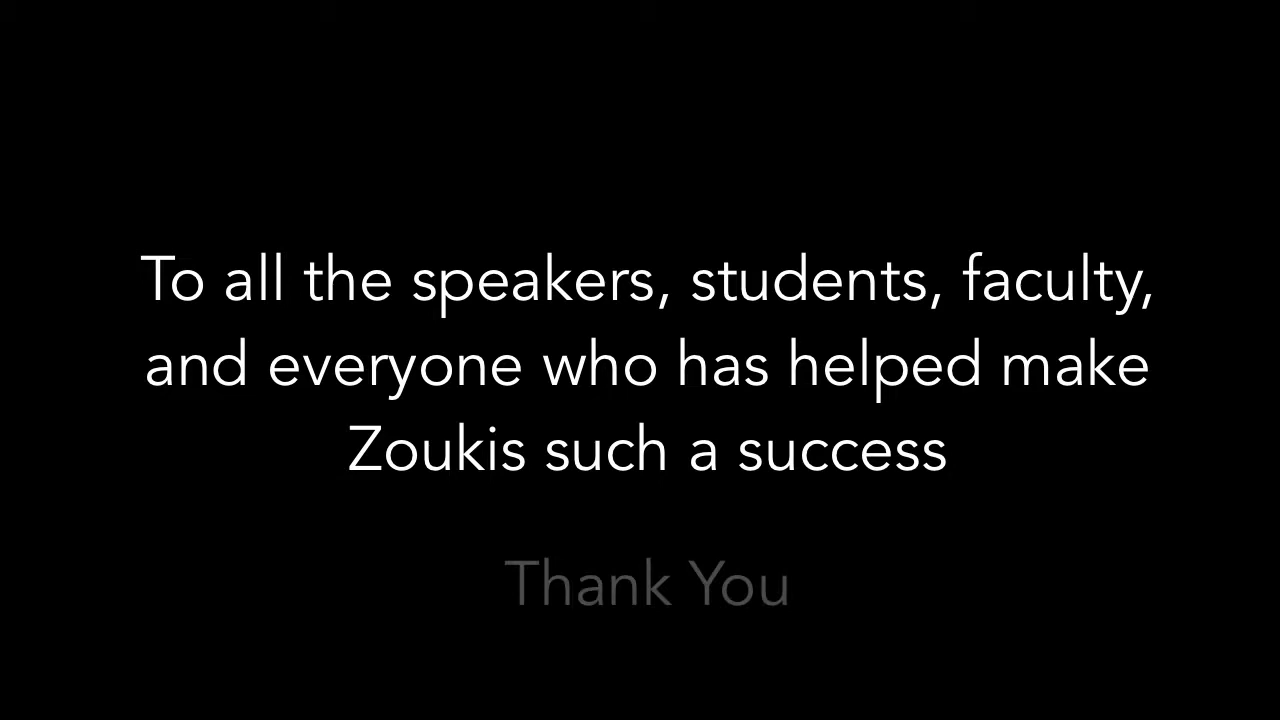 To all the speakers, students, faculty,
and everyone who has helped make
Zoukis such a success
Thank You